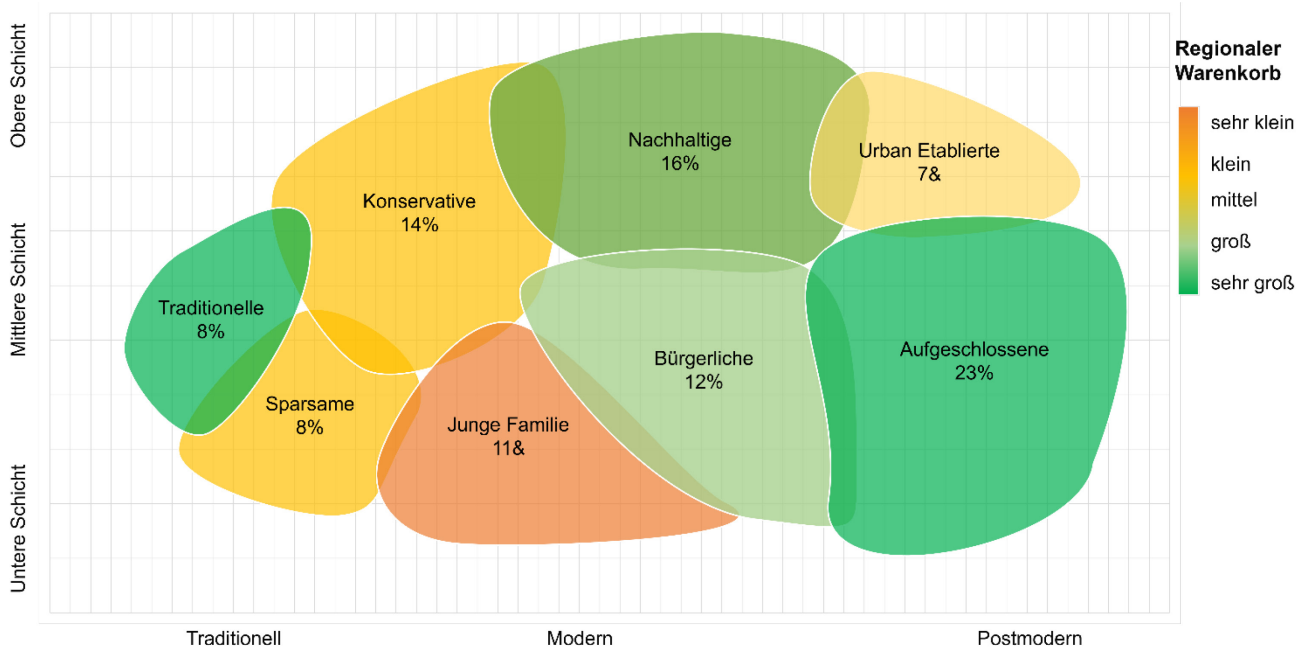 Obere Schicht
Mittlere Schicht
Untere Schicht
Nachhaltige
16%
Urban Etablierte
7&
Konservative
14%
Traditionelle
8%
Sparsame
8%
Junge Familie
11&
Bürgerliche
12%
Aufgeschlossene
23%
Regionaler
Warenkorb
sehr klein
klein
mittel
groß
sehr groß
Traditionell
Modern
Postmodern